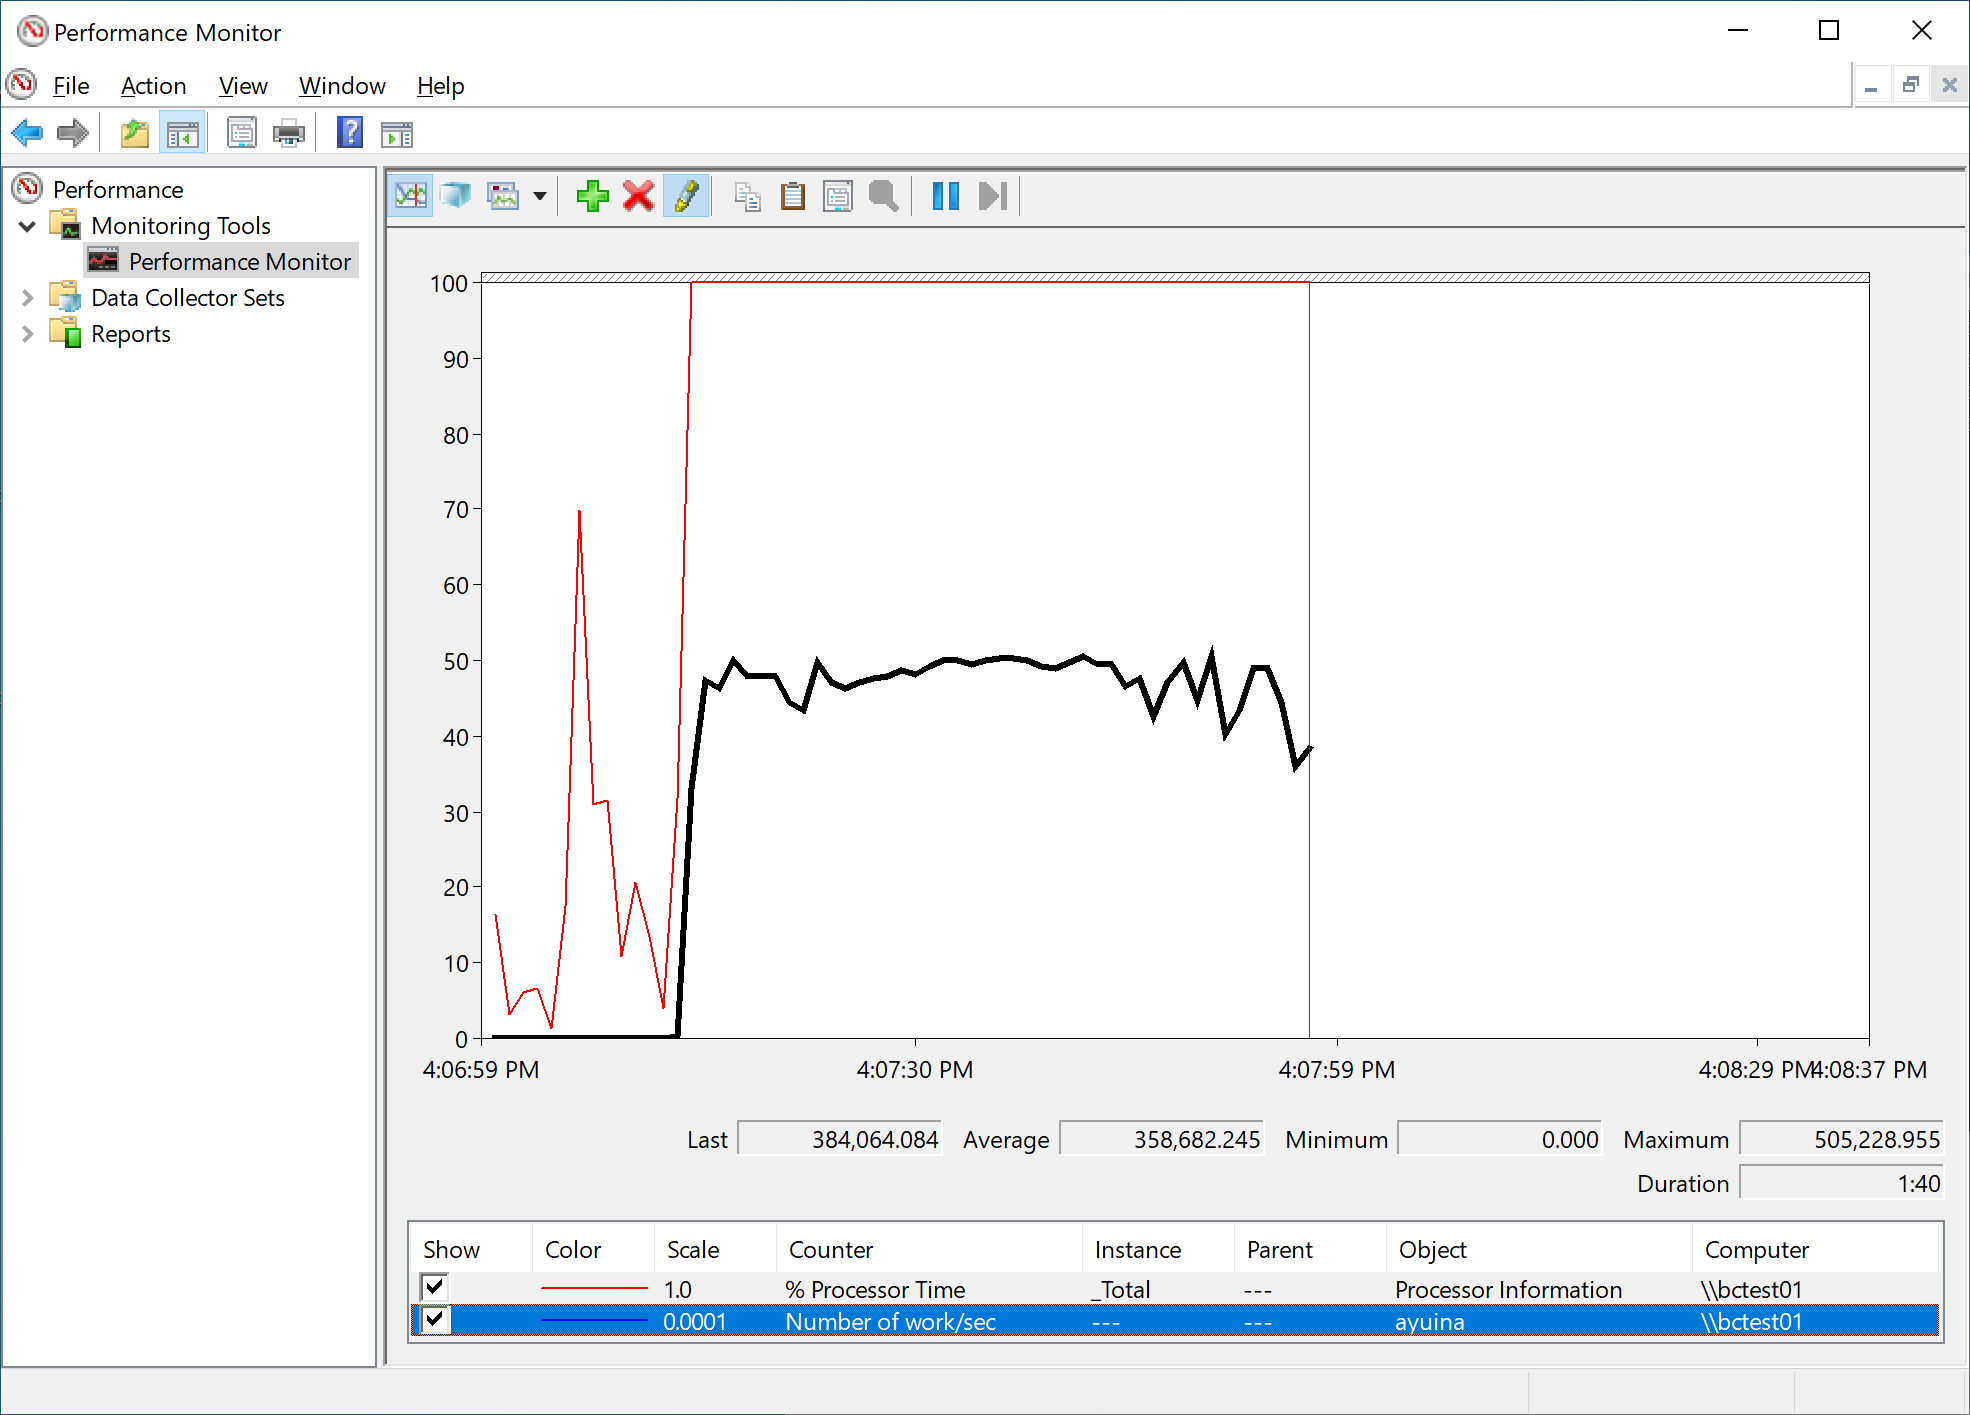 Performance Monitor
File Action View Window Help
Performance
Monitoring Tools
Performance Monitor
Data Collector Sets
Reports
100
90
80
70
60
50
40
30
20
10
0
4:06:59 PM 4:07:30 PM 4:07:59 PM 4:08:29 PM 4:08:37 PM
Last 384,064.084 Average 358,682.245 Minimum 0.000 Maximum 505,228.955
Duration 1:40
Show Color Scale Counter Instance Parent Object Computer
1.0 % Processor Time _Total --- Processor Information \\bctest01
0.0001 Number of work/sec --- --- ayuina \\bctest01